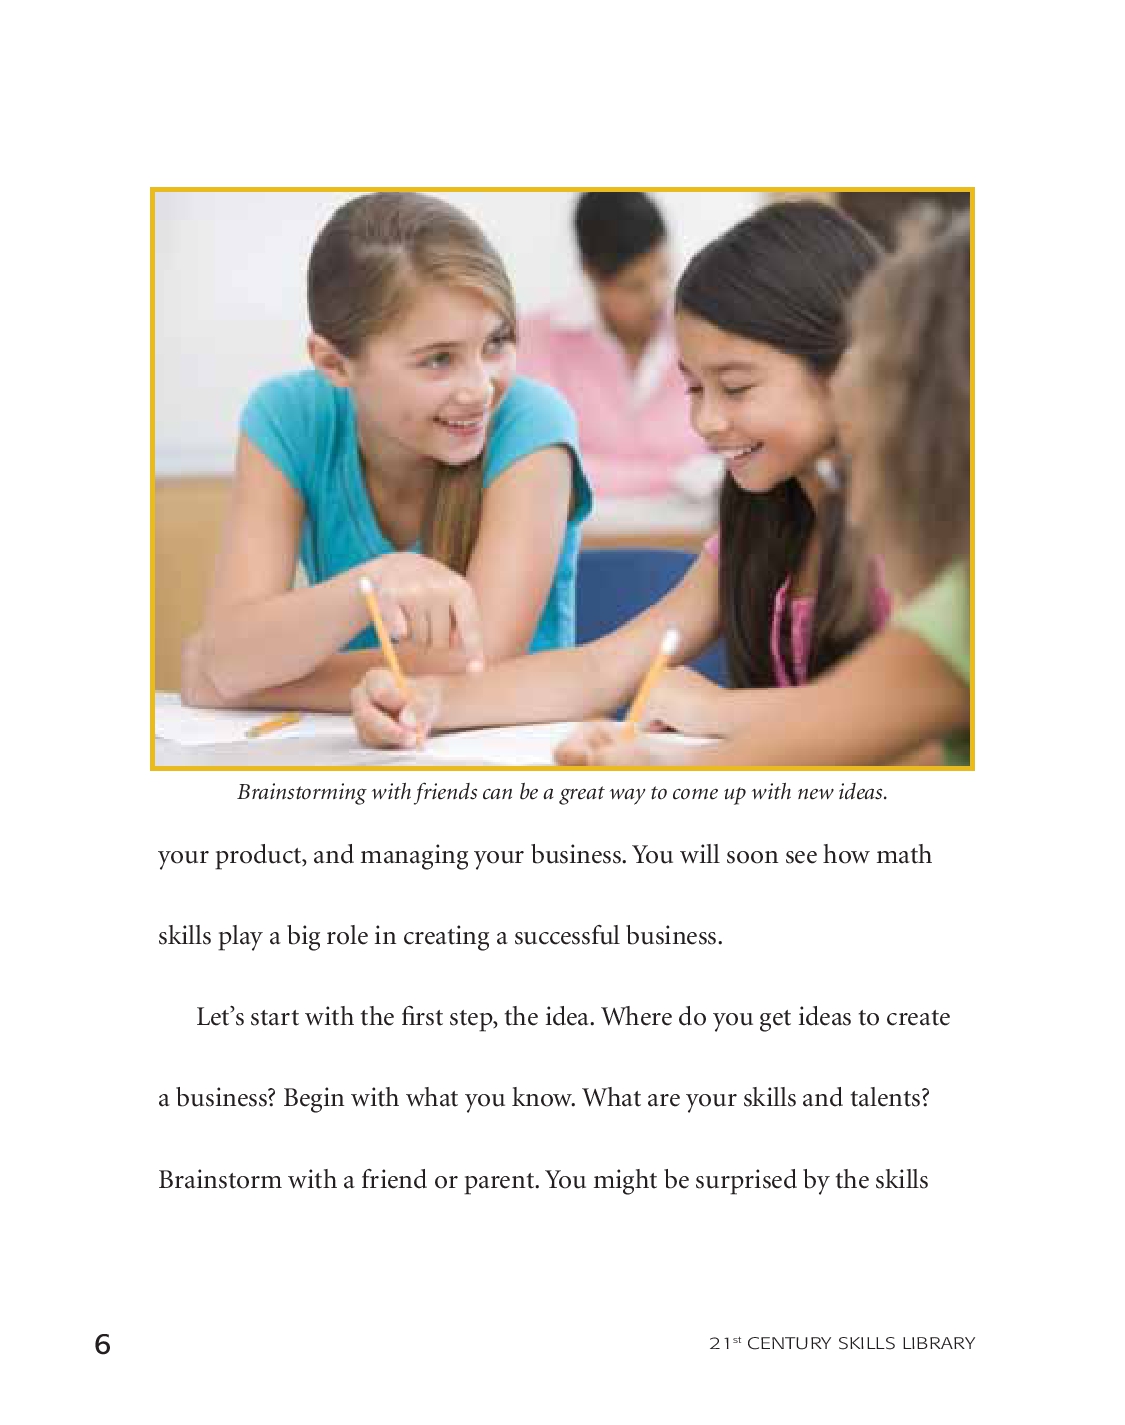 Brainstorming with friends can be a great way to come up with new ideas.
your product, and managing your business. You will soon see how math
skills play a big role in creating a successful business.
Let’s start with the first step, the idea. Where do you get ideas to create
a business? Begin with what you know. What are your skills and talents?
Brainstorm with a friend or parent. You might be surprised by the skills
6
21st CENTURY SKILLS LIBRARY